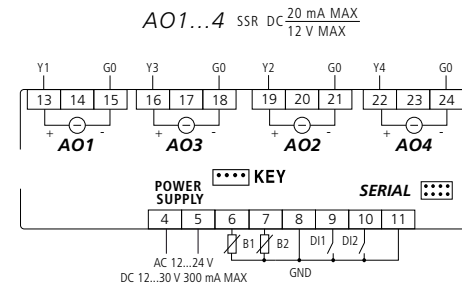 AO1...4 SSR DC 20 mA MAX
12 V MAX
Y1 G0 Y3 G0 Y2 G0 Y4 G0
13 14 15 16 17 18 19 20 21 22 23 24
+ - + - + - + -
AO1 AO3 AO2 AO4
KEY
POWER
SUPPLY
SERIAL
4 5 6 7 8 9 10 11
B1 B2 DI1 DI2
AC 12...24 V
GND
DC 12...30 V 300 mA MAX